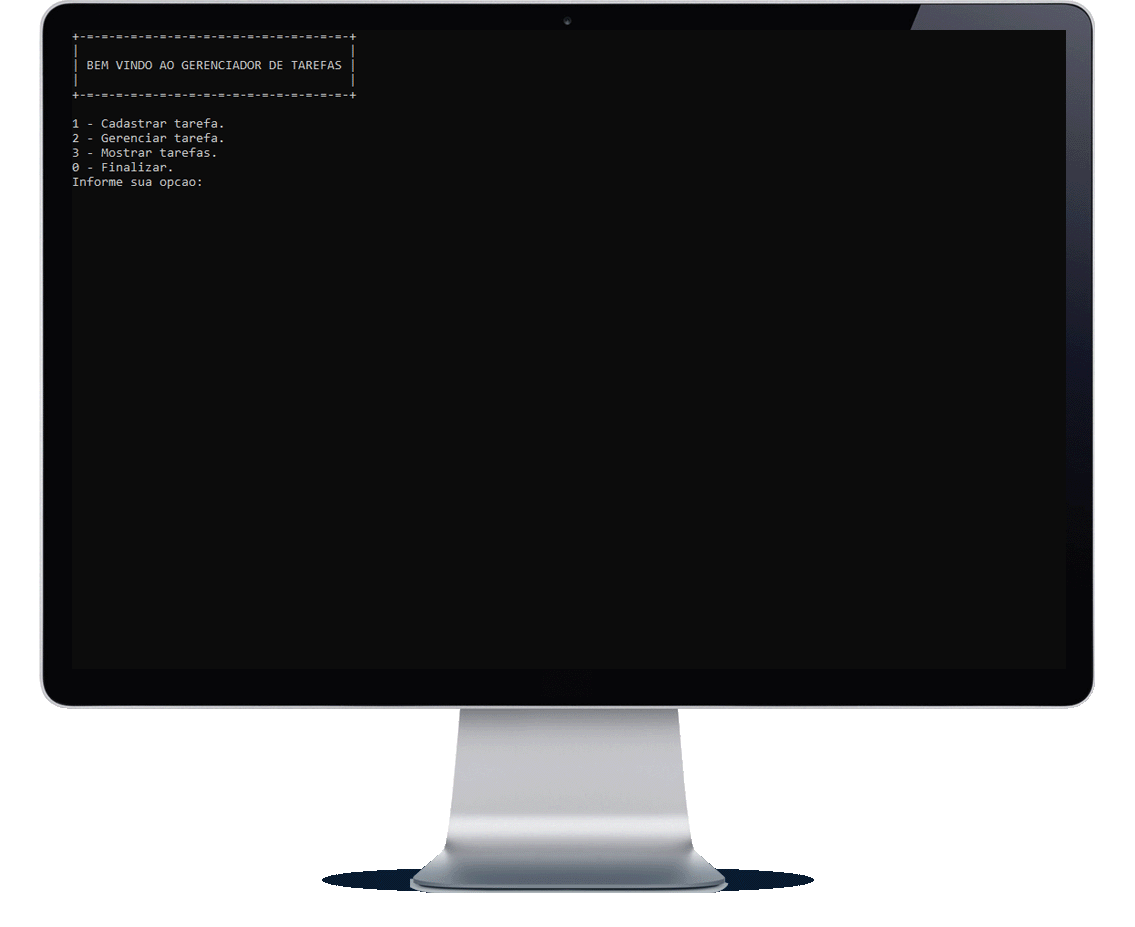 +-=-=-=-=-=-=-=-=-=-=-=-=-=-=-=-=-=-=-+
|                                     |
| BEM VINDO AO GERENCIADOR DE TAREFAS |
|                                     |
+-=-=-=-=-=-=-=-=-=-=-=-=-=-=-=-=-=-=-+
1 - Cadastrar tarefa.
2 - Gerenciar tarefa.
3 - Mostrar tarefas.
0 - Finalizar.
Informe sua opcao: